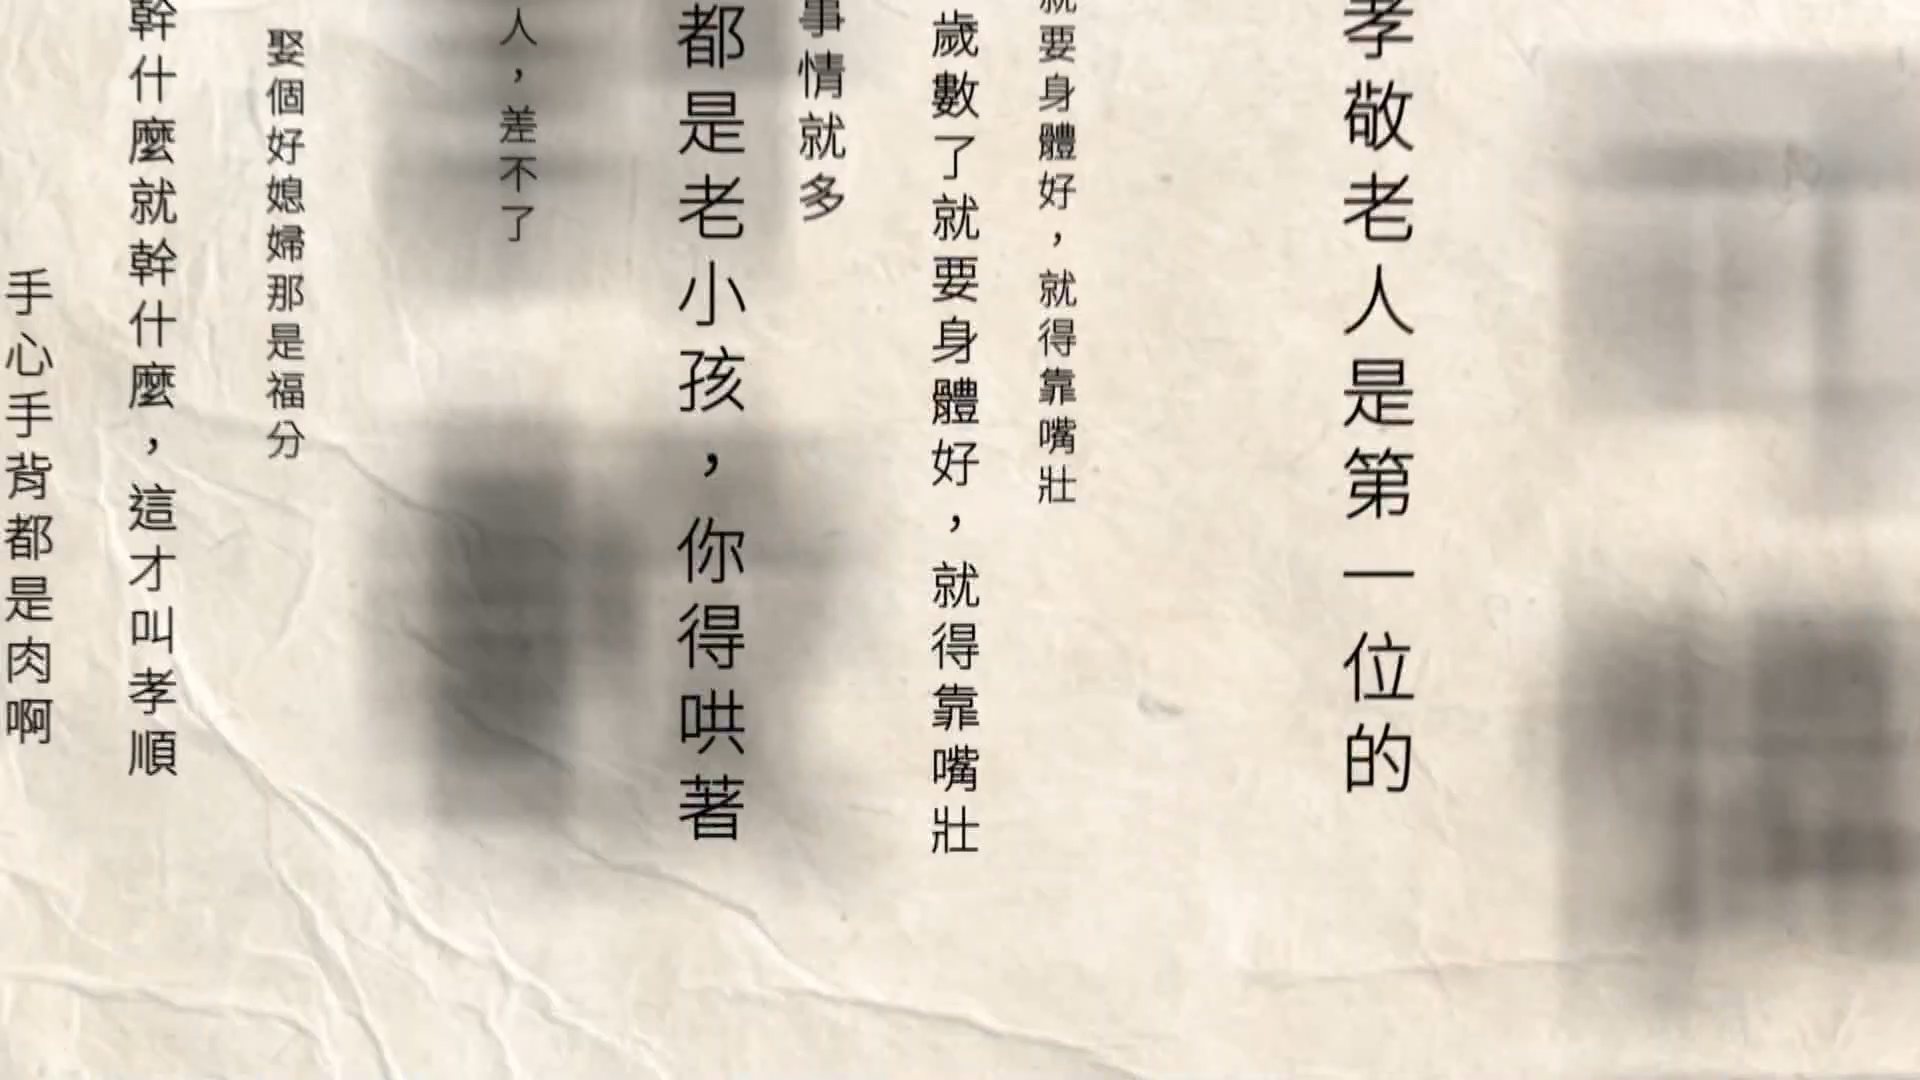 孝敬老人是第一位的
就要身體好，就得靠嘴壯
歲數了就要身體好，就得靠嘴壯
事情就多
都是老小孩，你得哄著
人，差不了
娶個好媳婦那是福分
幹什麼就幹什麼，這才叫孝順
手心手背都是肉啊